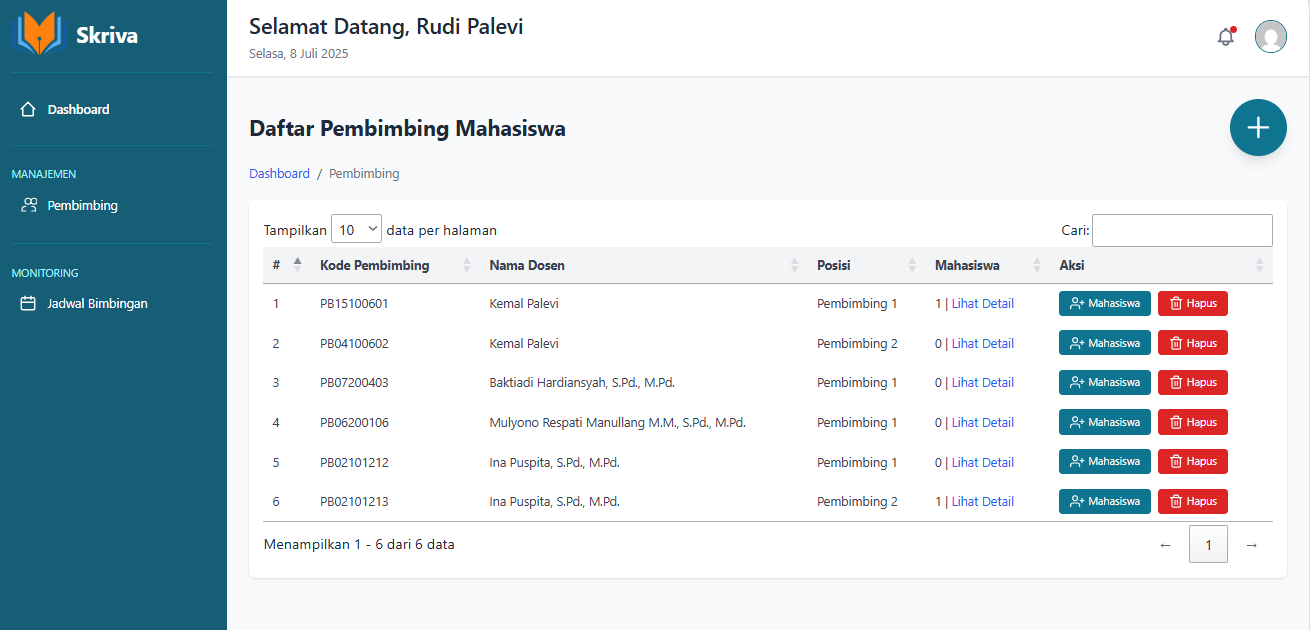 Skriva
Dashboard
MANAJEMEN
Pembimbing
MONITORING
Jadwal Bimbingan
Selamat Datang, Rudi Palevi
Selasa, 8 Juli 2025
Daftar Pembimbing Mahasiswa
Dashboard / Pembimbing
Tampilkan 10 data per halaman Cari:
# Kode Pembimbing Nama Dosen Posisi Mahasiswa Aksi
1 PB15100601 Kemal Palevi Pembimbing 1 1 | Lihat Detail Mahasiswa Hapus
2 PB04100602 Kemal Palevi Pembimbing 2 0 | Lihat Detail Mahasiswa Hapus
3 PB07200403 Baktiadi Hardiansyah, S.Pd., M.Pd. Pembimbing 1 0 | Lihat Detail Mahasiswa Hapus
4 PB06200106 Mulyono Respati Manullang M.M., S.Pd., M.Pd. Pembimbing 1 0 | Lihat Detail Mahasiswa Hapus
5 PB02101212 Ina Puspita, S.Pd., M.Pd. Pembimbing 1 0 | Lihat Detail Mahasiswa Hapus
6 PB02101213 Ina Puspita, S.Pd., M.Pd. Pembimbing 2 1 | Lihat Detail Mahasiswa Hapus
Menampilkan 1 - 6 dari 6 data ← 1 →